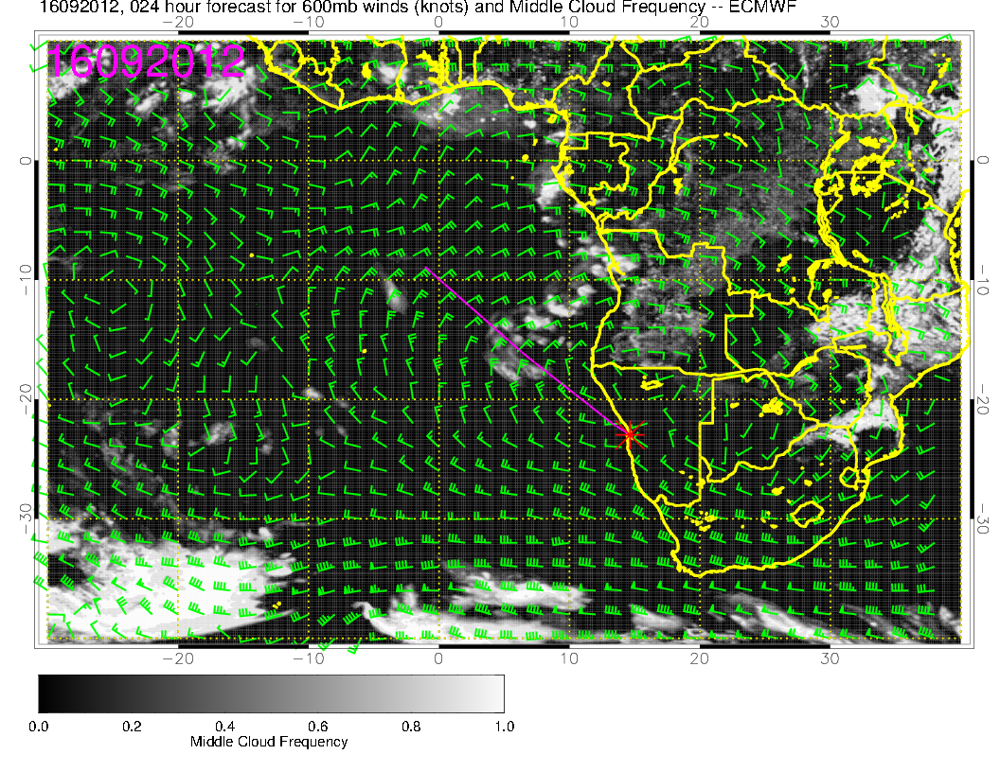 16092012, 024 hour forecast for 600mb winds (knots) and Middle Cloud Frequency -- ECMWF
−20 −10 0 10 20 30
16092012
0 0
−10 −10
−20 −20
−30 −30
−20 −10 0 10 20 30
0.0 0.2 0.4 0.6 0.8 1.0
Middle Cloud Frequency